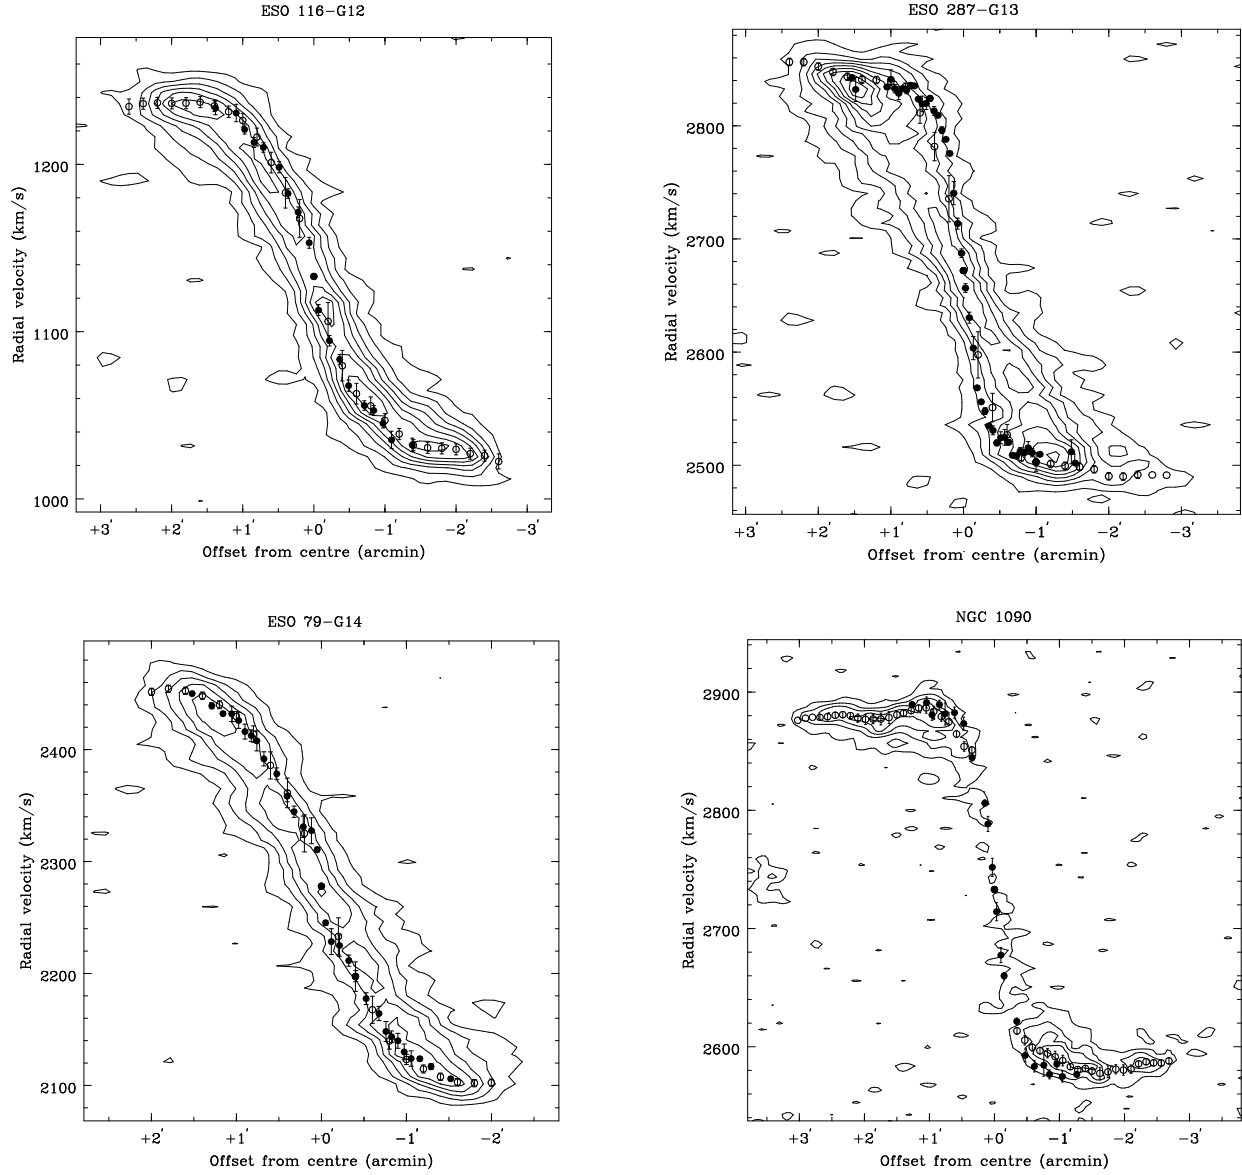 ESO 116-G12
Radial velocity (km/s)
1200
1100
1000
+3′ +2′ +1′ +0′ −1′ −2′ −3′
Offset from centre (arcmin)
ESO 287-G13
Radial velocity (km/s)
2800
2700
2600
2500
+3′ +2′ +1′ +0′ −1′ −2′ −3′
Offset from centre (arcmin)
ESO 79-G14
Radial velocity (km/s)
2400
2300
2200
2100
+2′ +1′ +0′ −1′ −2′
Offset from centre (arcmin)
NGC 1090
Radial velocity (km/s)
2900
2800
2700
2600
+3′ +2′ +1′ +0′ −1′ −2′ −3′
Offset from centre (arcmin)